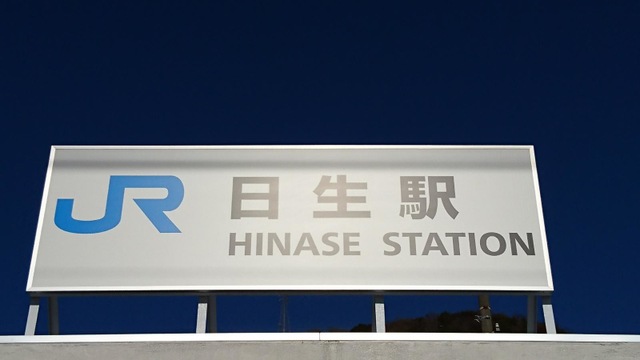 JR 日生駅
HINASE STATION